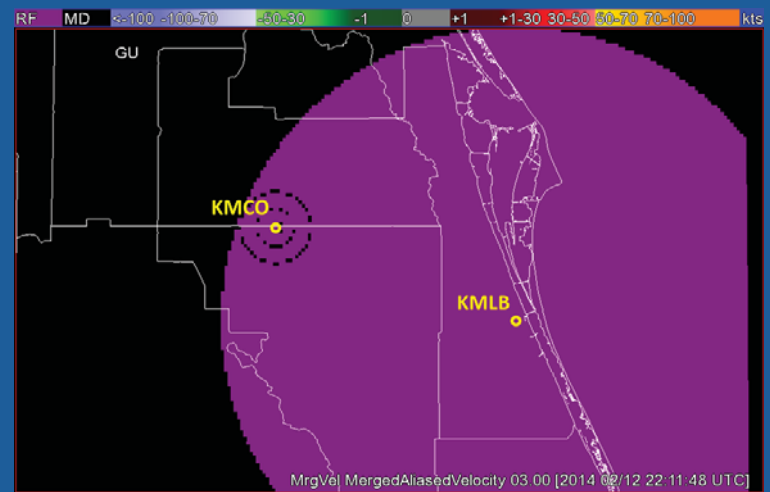 RF MD <-100 -100-70 -50-30 -1 0 +1 +1-30 30-50 50-70 70-100 kts
GU
KMCO
KMLB
MrgVel MergedAliasedVelocity 03.00 [2014 02/12 22:11:48 UTC]